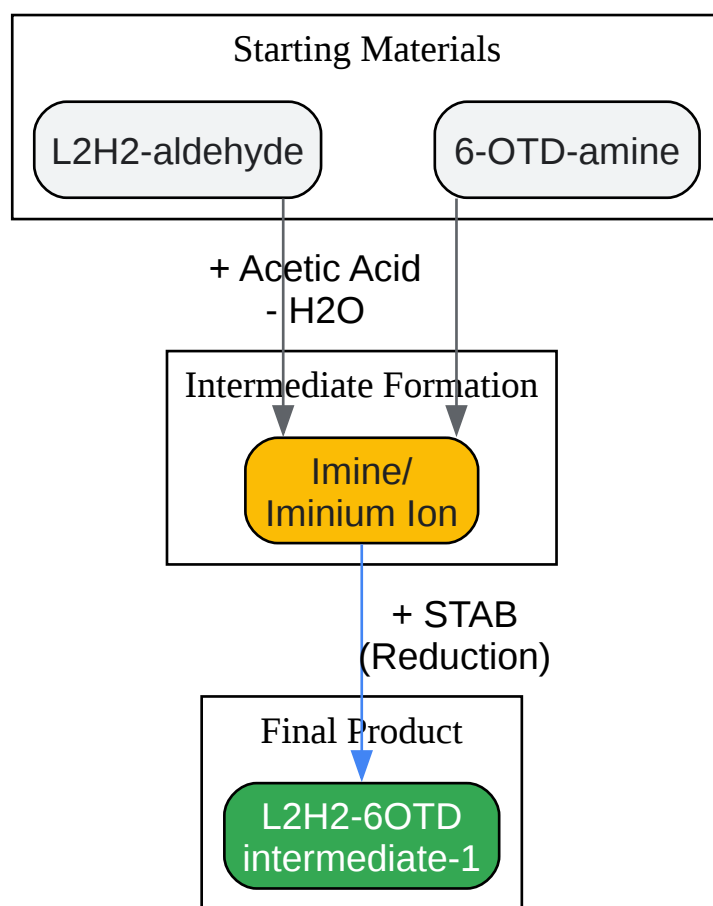 Starting Materials
L2H2-aldehyde
6-OTD-amine
+ Acetic Acid
- H2O
Intermediate Formation
Imine/
Iminium Ion
+ STAB
(Reduction)
Final Product
L2H2-6OTD
intermediate-1